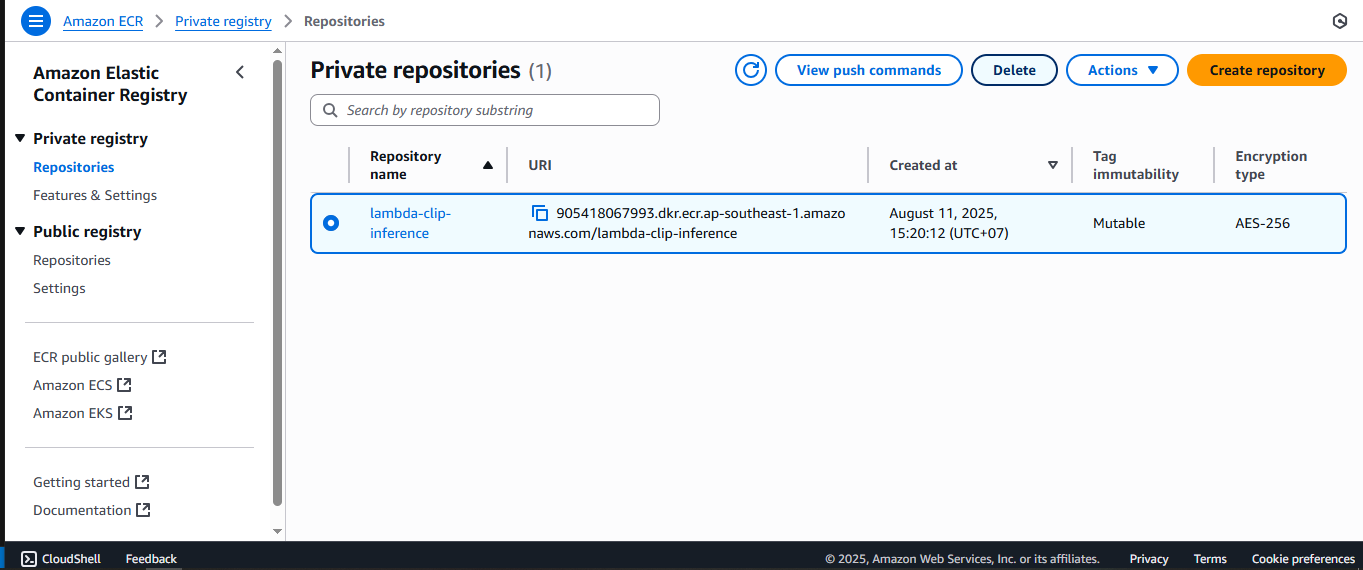 Amazon ECR > Private registry > Repositories
Amazon Elastic
Container Registry
Private registry
Repositories
Features & Settings
Public registry
Repositories
Settings
ECR public gallery
Amazon ECS
Amazon EKS
Getting started
Documentation
Private repositories (1)
View push commands
Delete
Actions
Create repository
Search by repository substring
Repository
name
URI
Created at
Tag
immutability
Encryption
type
lambda-clip-
inference
905418067993.dkr.ecr.ap-southeast-1.amazo
naws.com/lambda-clip-inference
August 11, 2025,
15:20:12 (UTC+07)
Mutable
AES-256
CloudShell
Feedback
© 2025, Amazon Web Services, Inc. or its affiliates.
Privacy
Terms
Cookie preferences